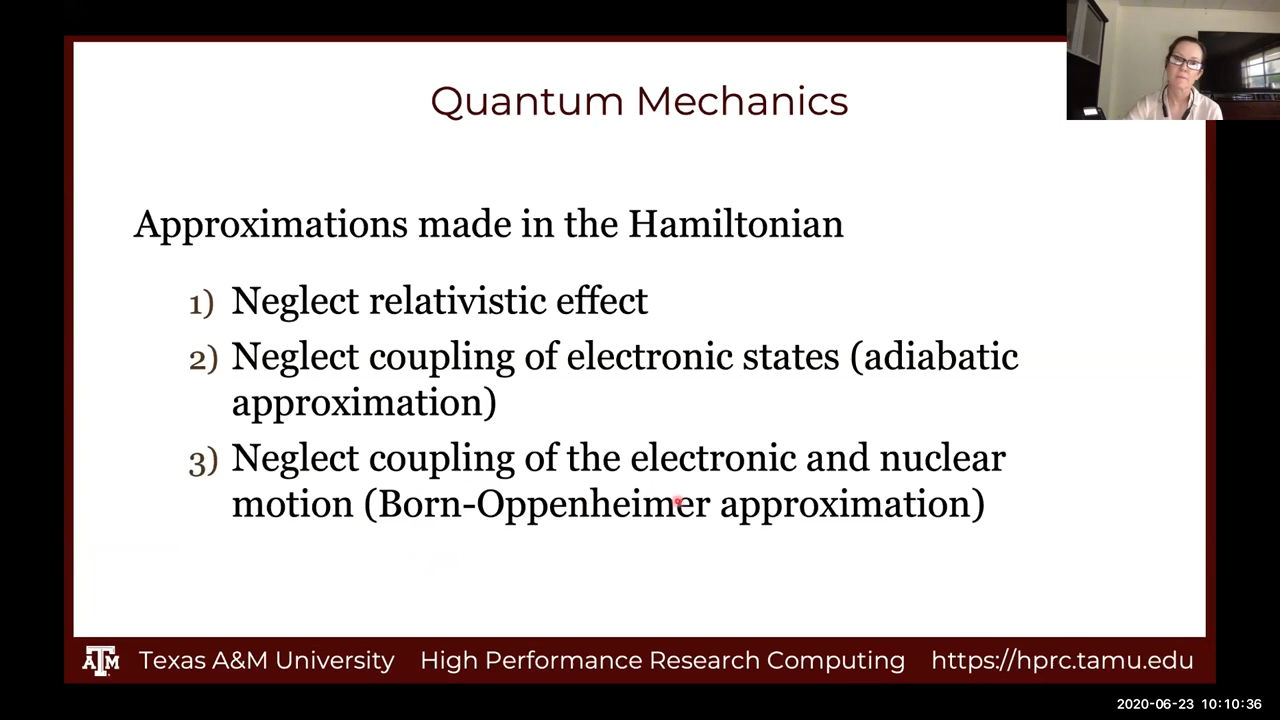 Quantum Mechanics
Approximations made in the Hamiltonian
1) Neglect relativistic effect
2) Neglect coupling of electronic states (adiabatic
approximation)
3) Neglect coupling of the electronic and nuclear
motion (Born-Oppenheimer approximation)
ATM Texas A&M University High Performance Research Computing https://hprc.tamu.edu
2020-06-23 10:10:36